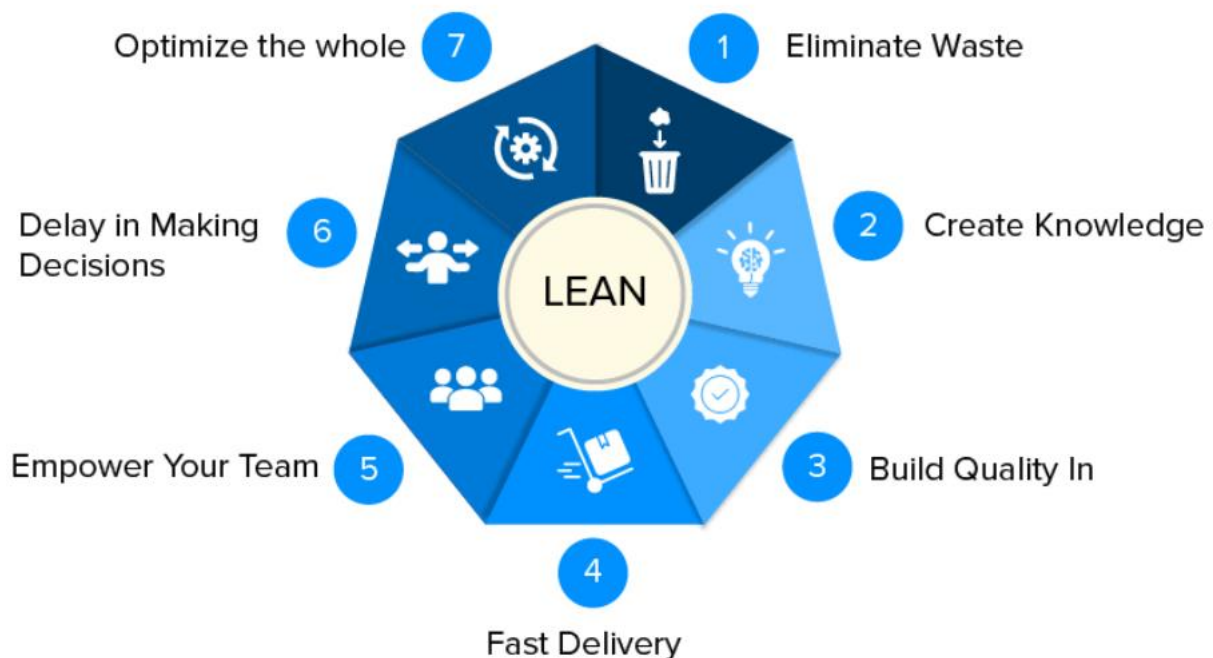 Optimize the whole
7
1
Eliminate Waste
Delay in Making
Decisions
6
2
Create Knowledge
LEAN
Empower Your Team
5
3
Build Quality In
4
Fast Delivery